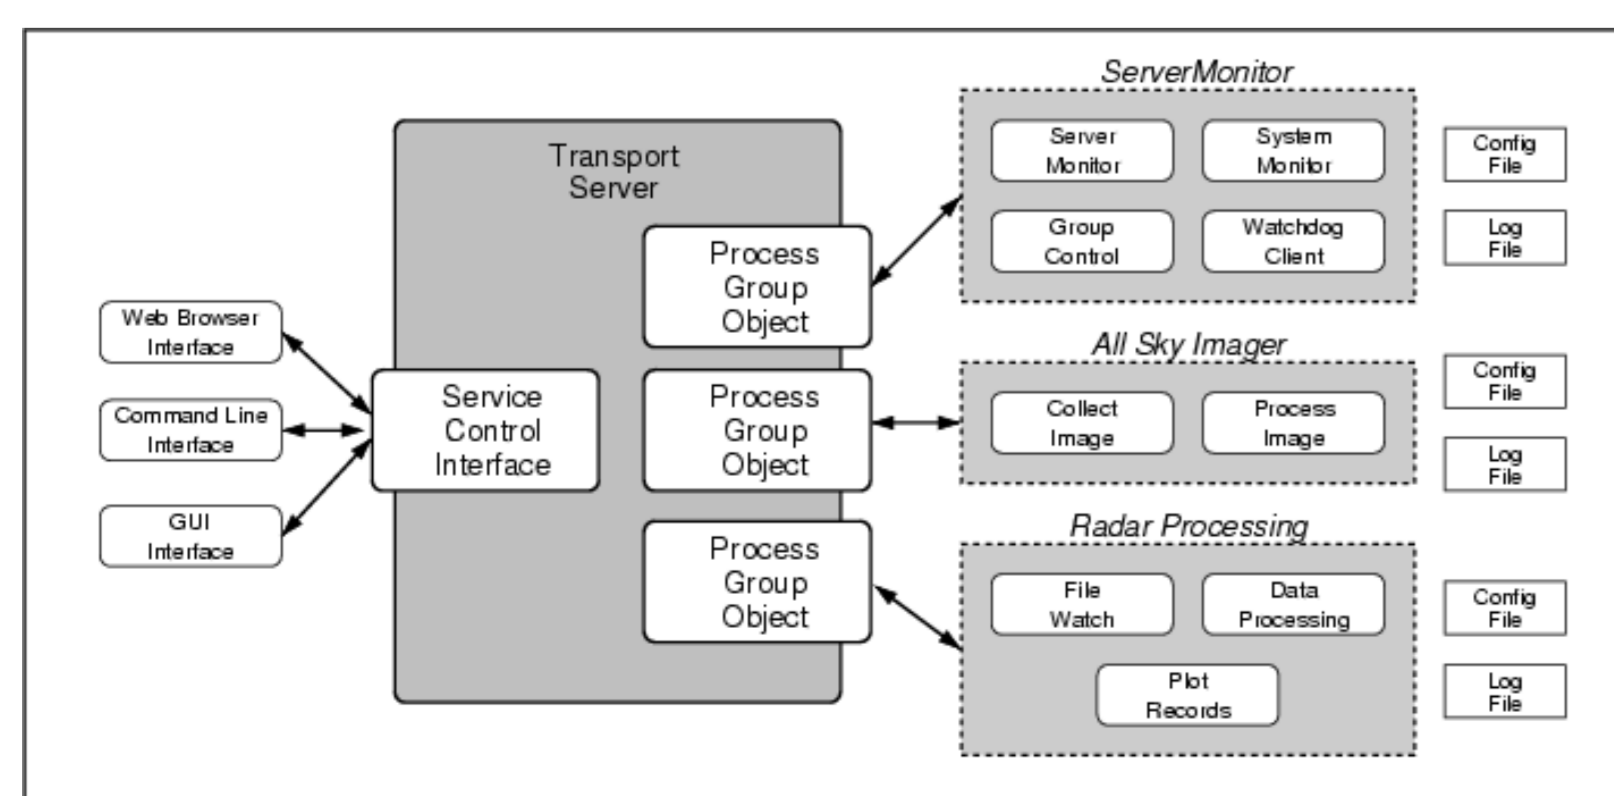 ServerMonitor
Server
Monitor
System
Monitor
Config
File
Group
Control
Watchdog
Client
Log
File
Transport
Server
Process
Group
Object
Web Browser
Interface
Command Line
Interface
GUI
Interface
Service
Control
Interface
Process
Group
Object
All Sky Imager
Collect
Image
Process
Image
Config
File
Log
File
Process
Group
Object
Radar Processing
File
Watch
Data
Processing
Plot
Records
Config
File
Log
File